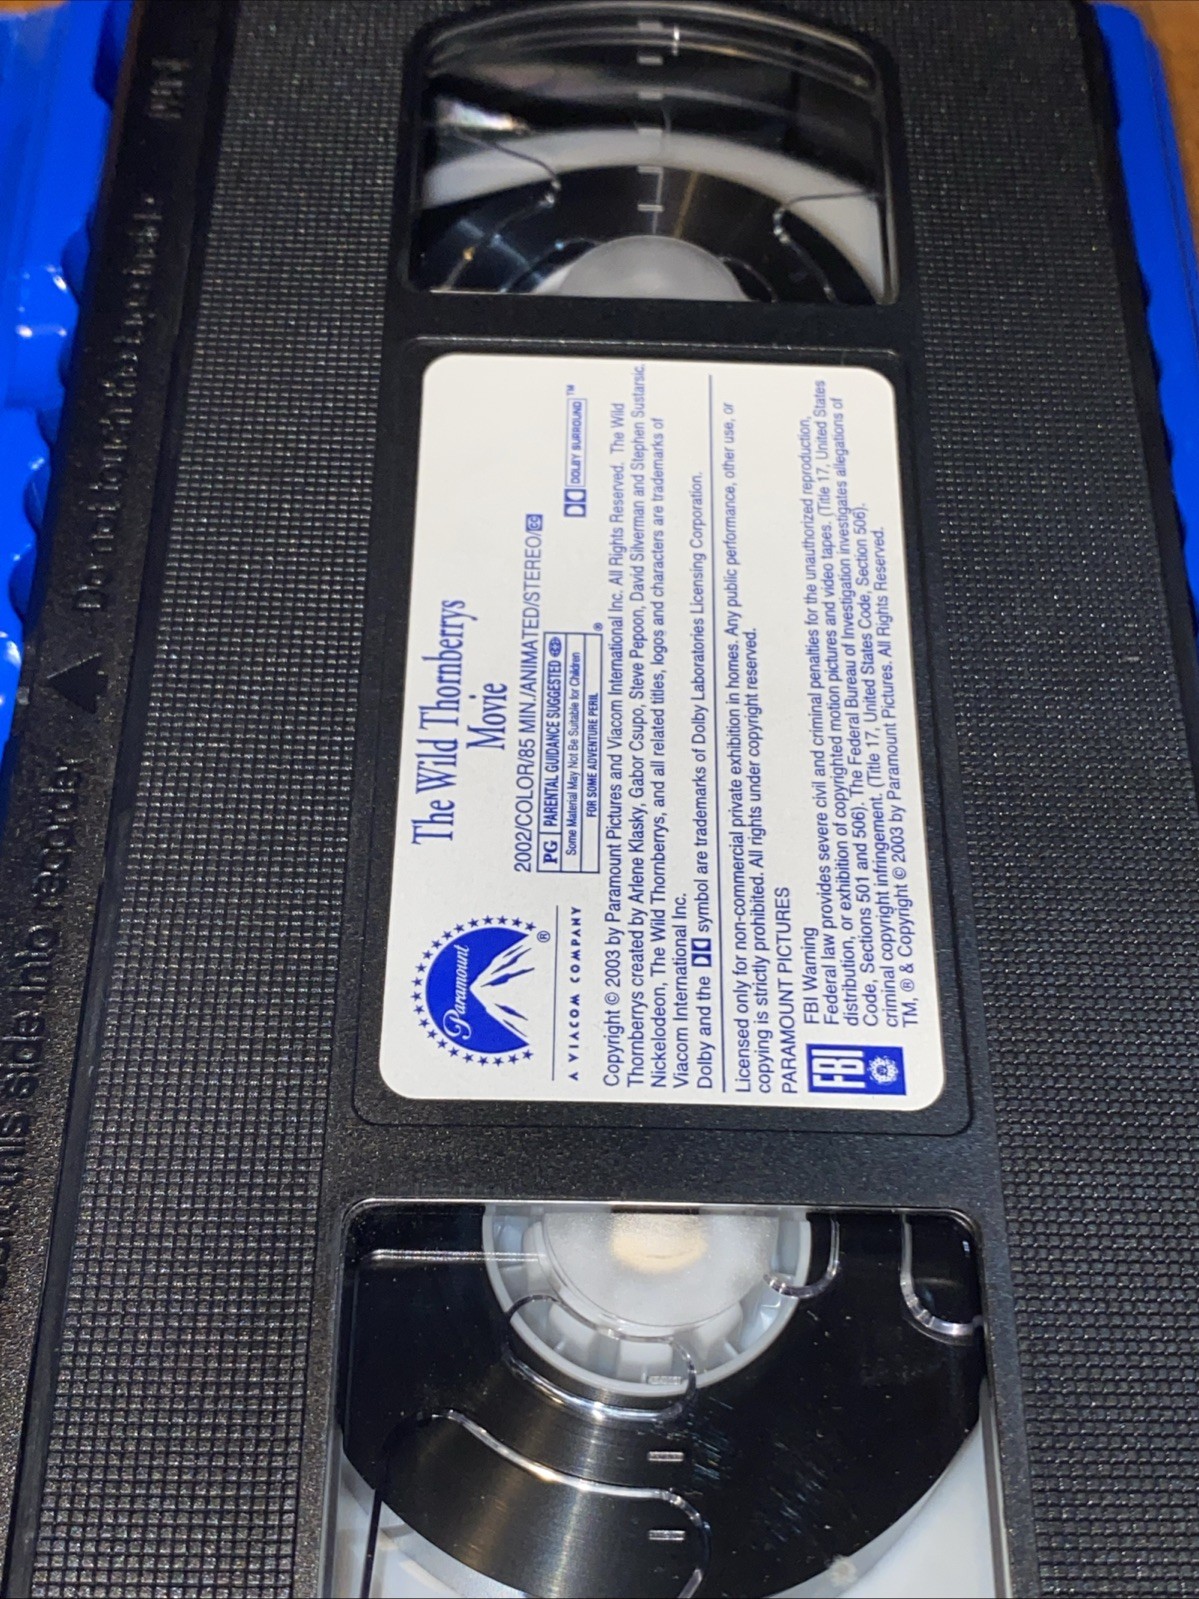 this side into recorder ▲ Do not touch the tape inside
Paramount
®
A VIACOM COMPANY
The Wild Thornberrys
Movie
2002/COLOR/85 MIN./ANIMATED/STEREO/CC
PG PARENTAL GUIDANCE SUGGESTED
Some Material May Not Be Suitable for Children
®
FOR SOME ADVENTURE PERIL
DOLBY SURROUND™
Copyright © 2003 by Paramount Pictures and Viacom International Inc. All Rights Reserved. The Wild
Thornberrys created by Arlene Klasky, Gabor Csupo, Steve Pepoon, David Silverman and Stephen Sustarsic.
Nickelodeon, The Wild Thornberrys, and all related titles, logos and characters are trademarks of
Viacom International Inc.
Dolby and the symbol are trademarks of Dolby Laboratories Licensing Corporation.
Licensed only for non-commercial private exhibition in homes. Any public performance, other use, or
copying is strictly prohibited. All rights under copyright reserved.
PARAMOUNT PICTURES
FBI
FBI Warning
Federal law provides severe civil and criminal penalties for the unauthorized reproduction,
distribution, or exhibition of copyrighted motion pictures and video tapes. (Title 17, United States
Code, Sections 501 and 506). The Federal Bureau of Investigation investigates allegations of
criminal copyright infringement. (Title 17, United States Code, Section 506).
TM, ® & Copyright © 2003 by Paramount Pictures. All Rights Reserved.